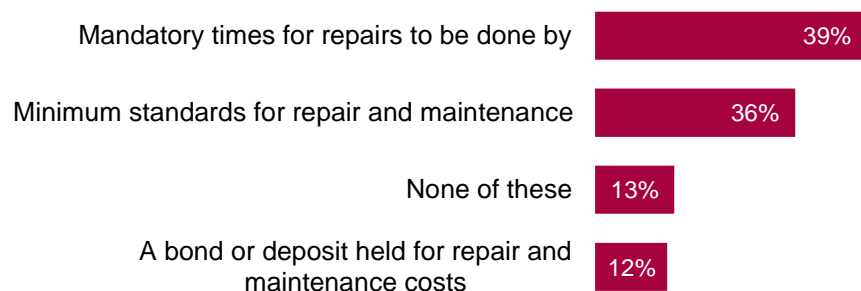 Mandatory times for repairs to be done by 39%
Minimum standards for repair and maintenance 36%
None of these 13%
A bond or deposit held for repair and
maintenance costs 12%